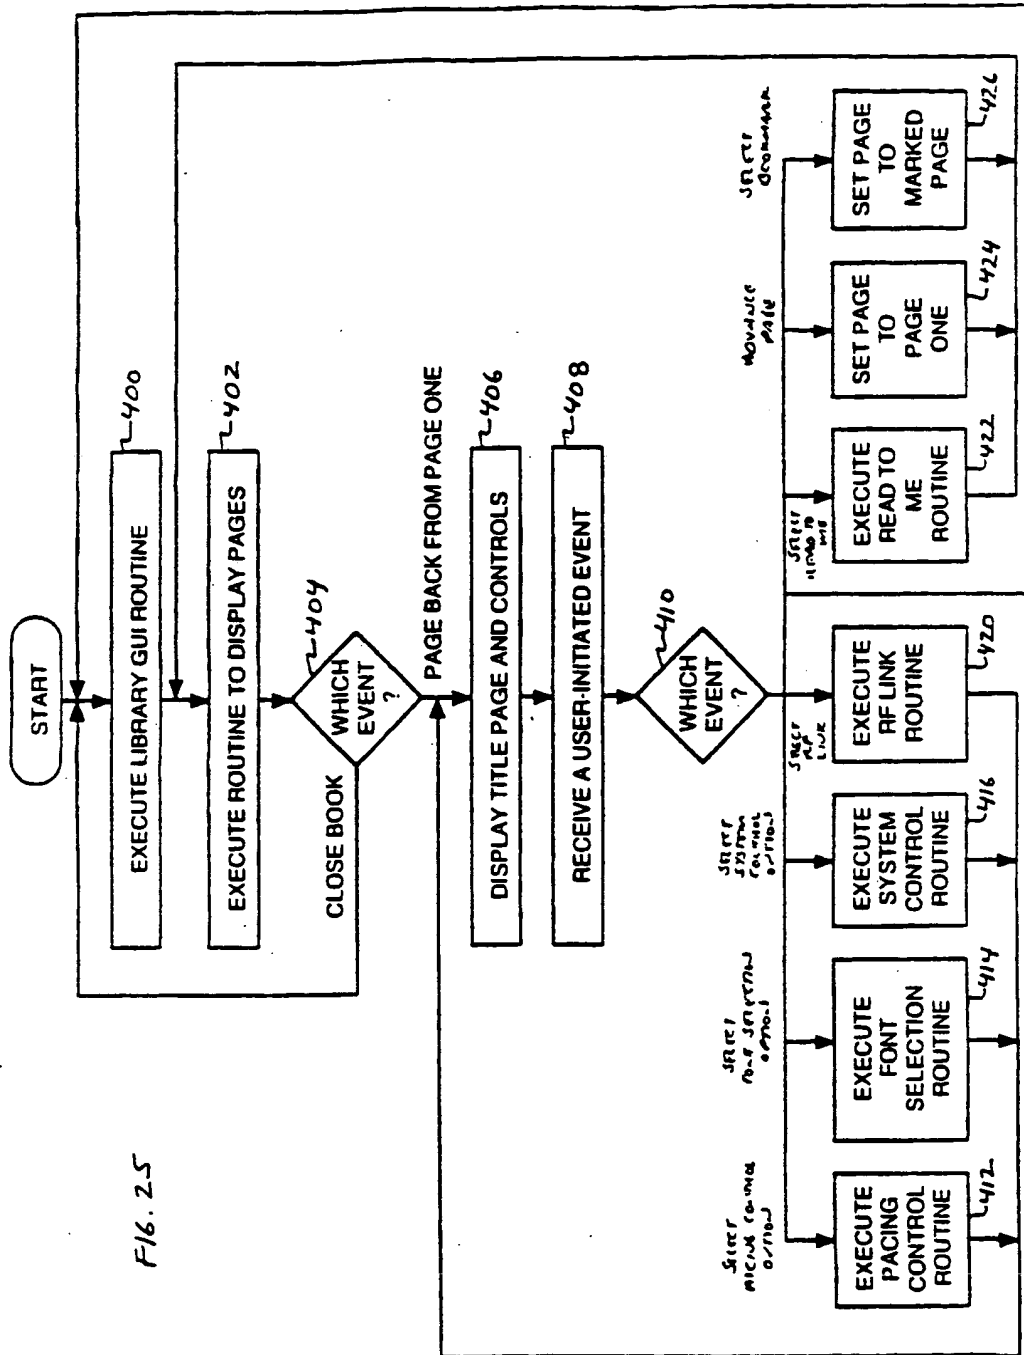 FIG. 25
START
EXECUTE LIBRARY GUI ROUTINE
400
EXECUTE ROUTINE TO DISPLAY PAGES
402
WHICH
EVENT
?
404
CLOSE BOOK
PAGE BACK FROM PAGE ONE
DISPLAY TITLE PAGE AND CONTROLS
406
RECEIVE A USER-INITIATED EVENT
408
WHICH
EVENT
?
410
SELECT
PACING CONTROL
OPTION
EXECUTE
PACING
CONTROL
ROUTINE
412
SELECT
FONT SELECTION
OPTION
EXECUTE
FONT
SELECTION
ROUTINE
414
SELECT
SYSTEM
CONTROL
OPTION
EXECUTE
SYSTEM
CONTROL
ROUTINE
416
SELECT
RF
LINK
EXECUTE
RF LINK
ROUTINE
420
SELECT
READ TO
ME
EXECUTE
READ TO
ME
ROUTINE
422
ADVANCE
PAGE
SET PAGE
TO
PAGE
ONE
424
SELECT
BOOKMARK
SET PAGE
TO
MARKED
PAGE
426